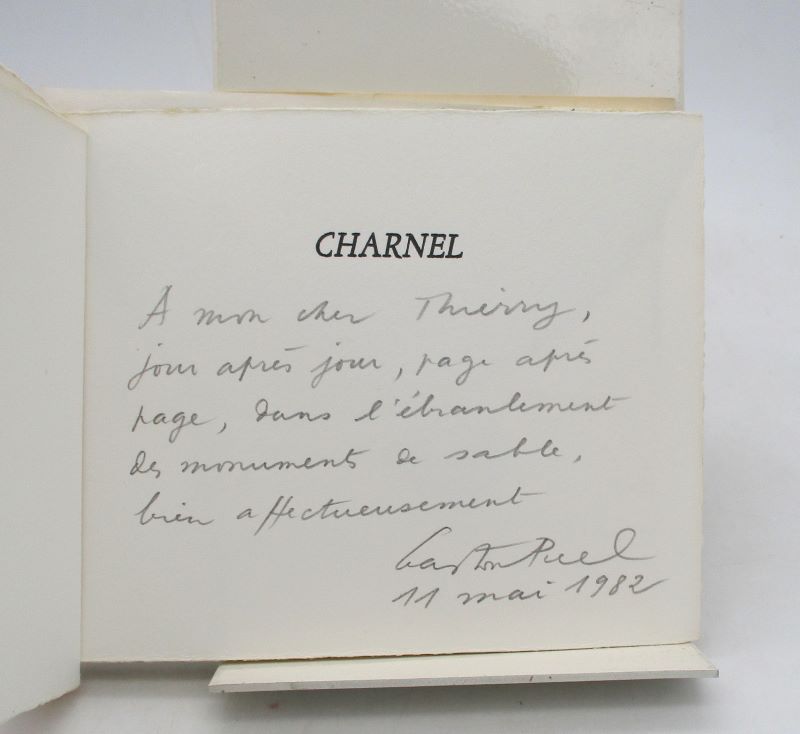 CHARNEL
A mon cher Thierry,
jour après jour, page après
page, dans l'ébranlement
des monuments de sable,
bien affectueusement
Gaston Puel
11 mai 1982